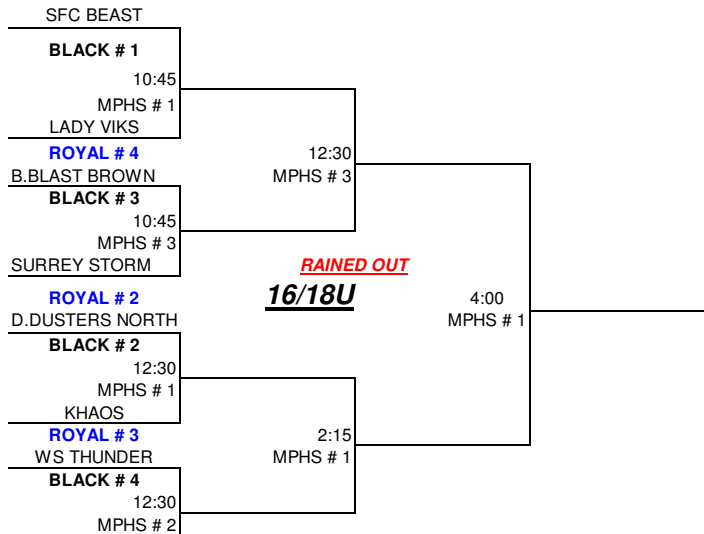 SFC BEAST
BLACK # 1
10:45
MPHS # 1
LADY VIKS
ROYAL # 4
12:30
B.BLAST BROWN
MPHS # 3
BLACK # 3
10:45
MPHS # 3
SURREY STORM
RAINED OUT
16/18U
ROYAL # 2
4:00
D.DUSTERS NORTH
MPHS # 1
BLACK # 2
12:30
MPHS # 1
KHAOS
ROYAL # 3
2:15
WS THUNDER
MPHS # 1
BLACK # 4
12:30
MPHS # 2